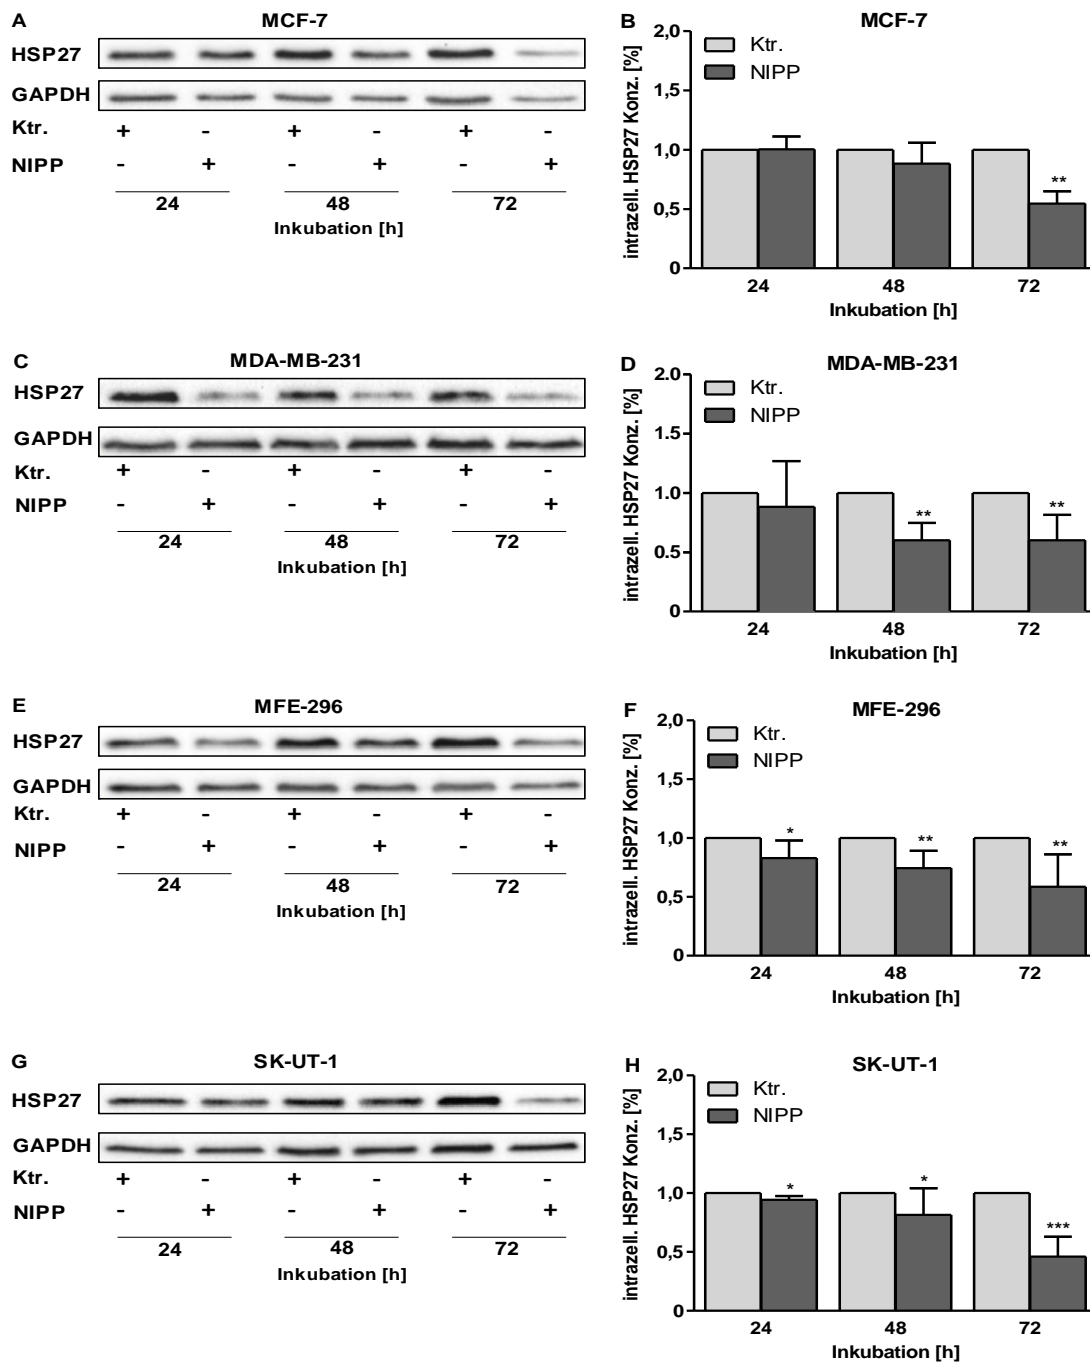 A
MCF-7
HSP27
GAPDH
Ktr. + - + - + -
NIPP - + - + - +
24 48 72
Inkubation [h]
B
MCF-7
intrazell. HSP27 Konz. [%]
2,0
1,5
1,0
0,5
0
Ktr.
NIPP
**
24 48 72
Inkubation [h]
C
MDA-MB-231
HSP27
GAPDH
Ktr. + - + - + -
NIPP - + - + - +
24 48 72
Inkubation [h]
D
MDA-MB-231
intrazell. HSP27 Konz. [%]
2.0
1.5
1.0
0.5
0
Ktr.
NIPP
** **
24 48 72
Inkubation [h]
E
MFE-296
HSP27
GAPDH
Ktr. + - + - + -
NIPP - + - + - +
24 48 72
Inkubation [h]
F
MFE-296
intrazell. HSP27 Konz. [%]
2,0
1,5
1,0
0,5
0
Ktr.
NIPP
* ** **
24 48 72
Inkubation [h]
G
SK-UT-1
HSP27
GAPDH
Ktr. + - + - + -
NIPP - + - + - +
24 48 72
Inkubation [h]
H
SK-UT-1
intrazell. HSP27 Konz. [%]
2,0
1,5
1,0
0,5
0
Ktr.
NIPP
* * ***
24 48 72
Inkubation [h]